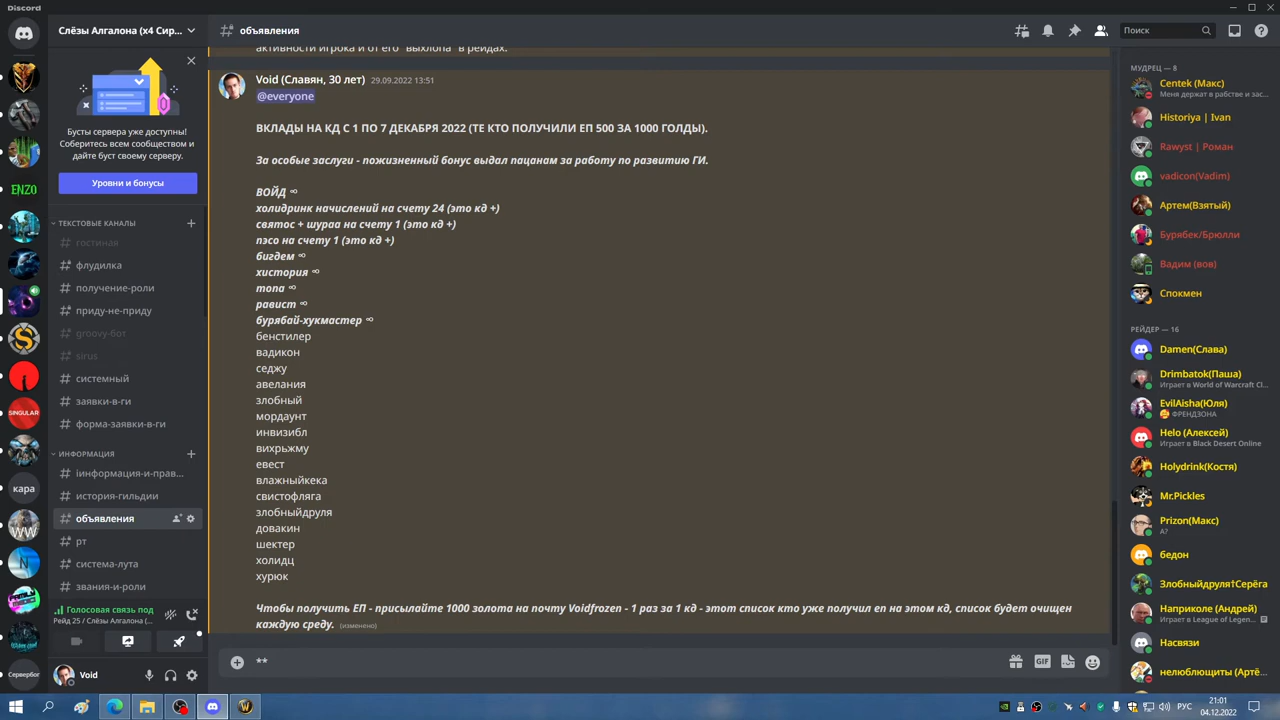 Discord
Слёзы Алгалона (x4 Сир...
Бусты сервера уже доступны!
Соберитесь всем сообществом и
дайте буст своему серверу.
Уровни и бонусы
ТЕКСТОВЫЕ КАНАЛЫ
гостиная
флудилка
получение-роли
приду-не-приду
groovy-бот
sirus
системный
заявки-в-ги
форма-заявки-в-ги
ИНФОРМАЦИЯ
іинформация-и-прав...
история-гильдии
объявления
рт
система-лута
звания-и-роли
Голосовая связь под
Рейд 25 / Слёзы Алгалона (...
Void
ENZO
SINGULAR
кара
WW
N
Сервербог
объявления
Поиск
активности игрока и от его "выхлопа" в рейдах.
Void (Славян, 30 лет) 29.09.2022 13:51
@everyone
ВКЛАДЫ НА КД С 1 ПО 7 ДЕКАБРЯ 2022 (ТЕ КТО ПОЛУЧИЛИ ЕП 500 ЗА 1000 ГОЛДЫ).
За особые заслуги - пожизненный бонус выдал пацанам за работу по развитию ГИ.
ВОЙД ∞
холидринк начислений на счету 24 (это кд +)
святос + шураа на счету 1 (это кд +)
пэсо на счету 1 (это кд +)
бигдем ∞
хистория ∞
топа ∞
равист ∞
бурябай-хукмастер ∞
бенстилер
вадикон
седжу
авелания
злобный
мордаунт
инвизибл
вихрьжму
евест
влажныйкека
свистофляга
злобныйдруля
довакин
шектер
холидц
хурюк
Чтобы получить ЕП - присылайте 1000 золота на почту Voidfrozen - 1 раз за 1 кд - этот список кто уже получил еп на этом кд, список будет очищен
каждую среду. (изменено)
**
GIF
МУДРЕЦ — 8
Centek (Макс)
Меня держат в рабстве и зас...
Historiya | Ivan
Rawyst | Роман
vadicon(Vadim)
Артем(Взятый)
Бурябек/Брюлли
Вадим (вов)
Спокмен
РЕЙДЕР — 16
Damen(Слава)
Drimbatok(Паша)
Играет в World of Warcraft Cl...
EvilAisha(Юля)
ФРЕНДЗОНА
Helo (Алексей)
Играет в Black Desert Online
Holydrink(Костя)
Mr.Pickles
Prizon(Макс)
А?
бедон
Злобныйдруля†Серёга
Наприколе (Андрей)
Играет в League of Legen...
Насвязи
нелюблющиты (Артё...
РУС
21:01
04.12.2022